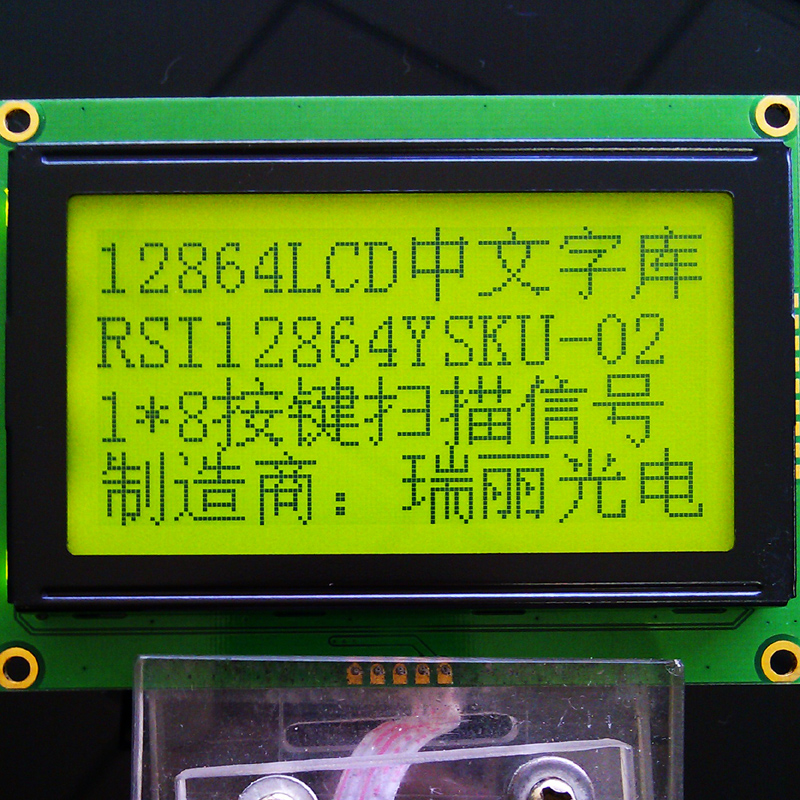 12864LCD中文字库
RSI12864YSKU-02
1*8按键扫描信号
制造商：瑞丽光电